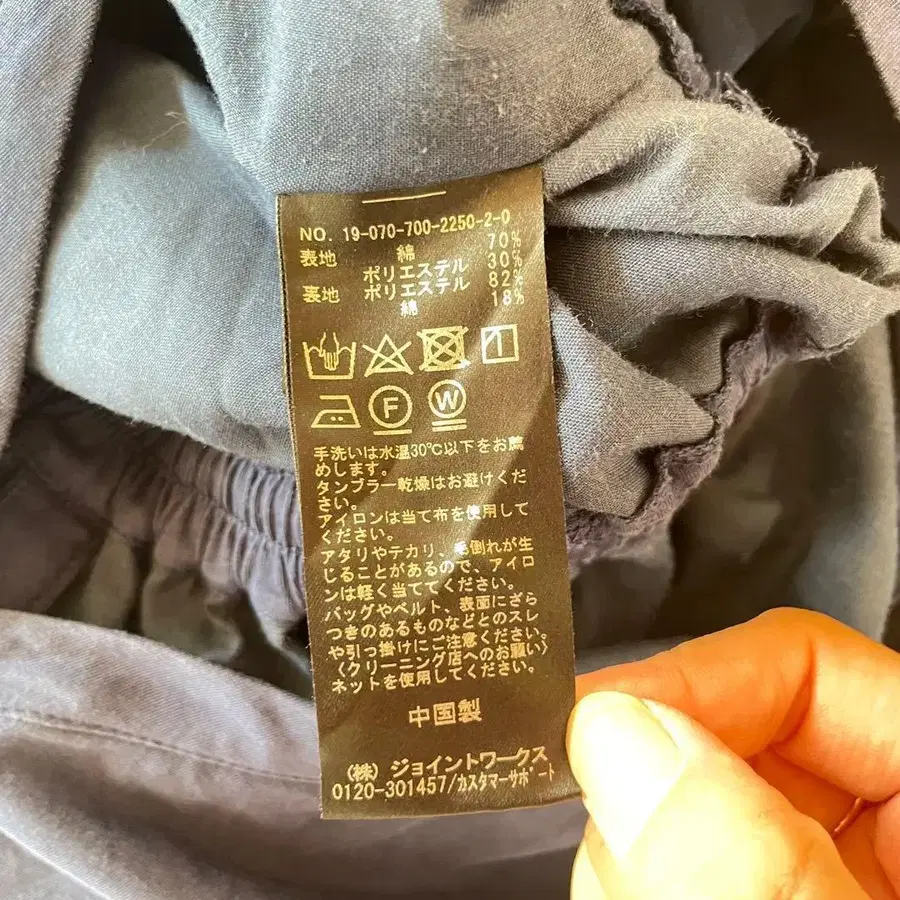 NO. 19-070-700-2250-2-0
表地 綿 70%
ポリエステル 30%
裏地 ポリエステル 82%
綿 18%
F W
手洗いは水温30℃以下をお薦
めします。
タンブラー乾燥はお避けくだ
さい。
アイロンは当て布を使用して
ください。
アタリやテカリ、毛倒れが生
じることがあるので、アイロ
ンは軽く当ててください。
バッグやベルト、表面にざら
つきのあるものなどとのスレ
や引っ掛けにご注意ください。
〈クリーニング店へのお願い〉
ネットを使用してください。
中国製
(株) ジョイントワークス
0120-301457/カスタマーサポート